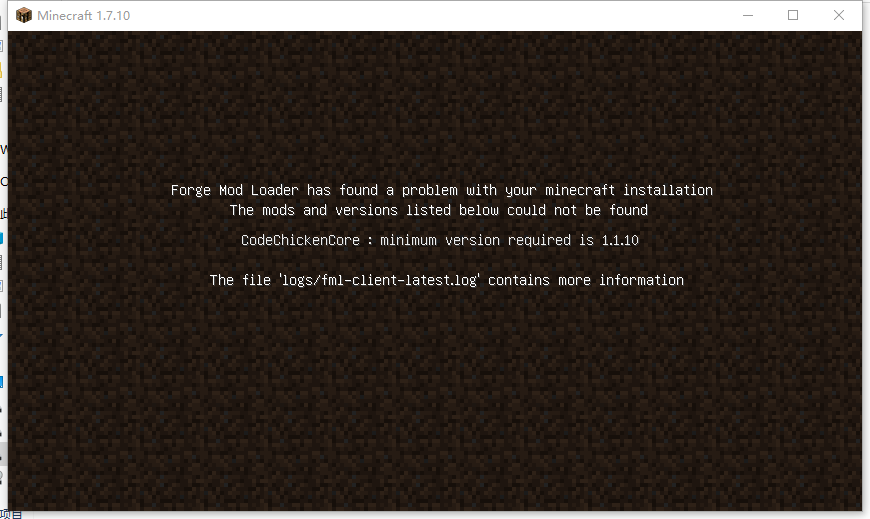 Minecraft 1.7.10
Forge Mod Loader has found a problem with your minecraft installation
The mods and versions listed below could not be found
CodeChickenCore : minimum version required is 1.1.10
The file 'logs/fml-client-latest.log' contains more information
项目